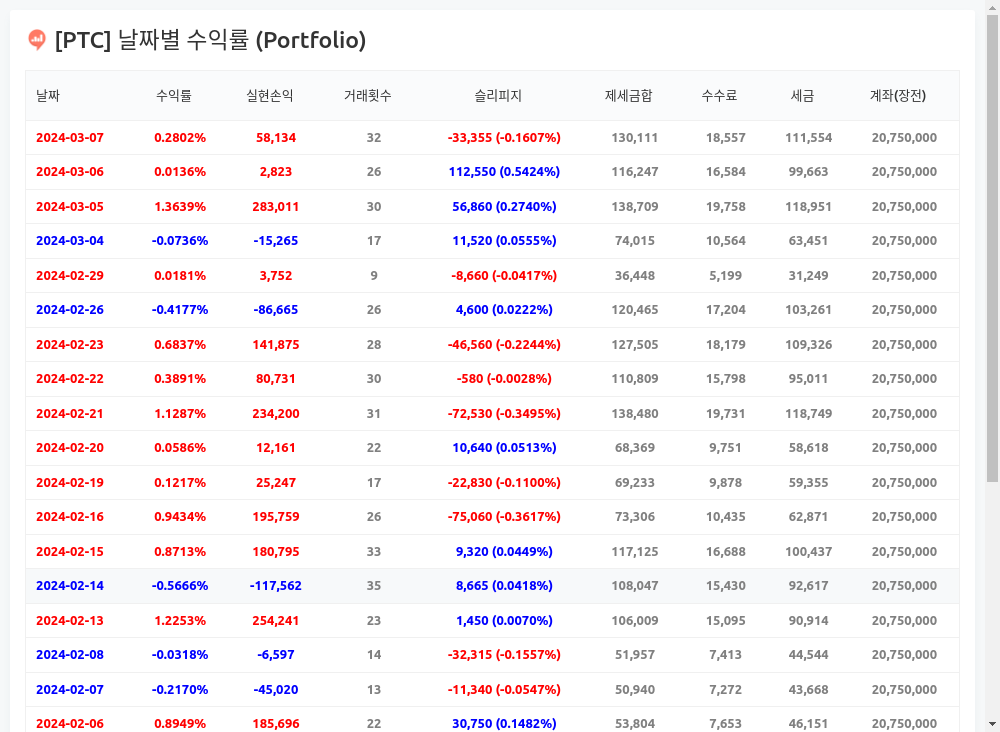 [PTC] 날짜별 수익률 (Portfolio)
날짜 수익률 실현손익 거래횟수 슬리피지 제세금합 수수료 세금 계좌(장전)
2024-03-07 0.2802% 58,134 32 -33,355 (-0.1607%) 130,111 18,557 111,554 20,750,000
2024-03-06 0.0136% 2,823 26 112,550 (0.5424%) 116,247 16,584 99,663 20,750,000
2024-03-05 1.3639% 283,011 30 56,860 (0.2740%) 138,709 19,758 118,951 20,750,000
2024-03-04 -0.0736% -15,265 17 11,520 (0.0555%) 74,015 10,564 63,451 20,750,000
2024-02-29 0.0181% 3,752 9 -8,660 (-0.0417%) 36,448 5,199 31,249 20,750,000
2024-02-26 -0.4177% -86,665 26 4,600 (0.0222%) 120,465 17,204 103,261 20,750,000
2024-02-23 0.6837% 141,875 28 -46,560 (-0.2244%) 127,505 18,179 109,326 20,750,000
2024-02-22 0.3891% 80,731 30 -580 (-0.0028%) 110,809 15,798 95,011 20,750,000
2024-02-21 1.1287% 234,200 31 -72,530 (-0.3495%) 138,480 19,731 118,749 20,750,000
2024-02-20 0.0586% 12,161 22 10,640 (0.0513%) 68,369 9,751 58,618 20,750,000
2024-02-19 0.1217% 25,247 17 -22,830 (-0.1100%) 69,233 9,878 59,355 20,750,000
2024-02-16 0.9434% 195,759 26 -75,060 (-0.3617%) 73,306 10,435 62,871 20,750,000
2024-02-15 0.8713% 180,795 33 9,320 (0.0449%) 117,125 16,688 100,437 20,750,000
2024-02-14 -0.5666% -117,562 35 8,665 (0.0418%) 108,047 15,430 92,617 20,750,000
2024-02-13 1.2253% 254,241 23 1,450 (0.0070%) 106,009 15,095 90,914 20,750,000
2024-02-08 -0.0318% -6,597 14 -32,315 (-0.1557%) 51,957 7,413 44,544 20,750,000
2024-02-07 -0.2170% -45,020 13 -11,340 (-0.0547%) 50,940 7,272 43,668 20,750,000
2024-02-06 0.8949% 185,696 22 30,750 (0.1482%) 53,804 7,653 46,151 20,750,000